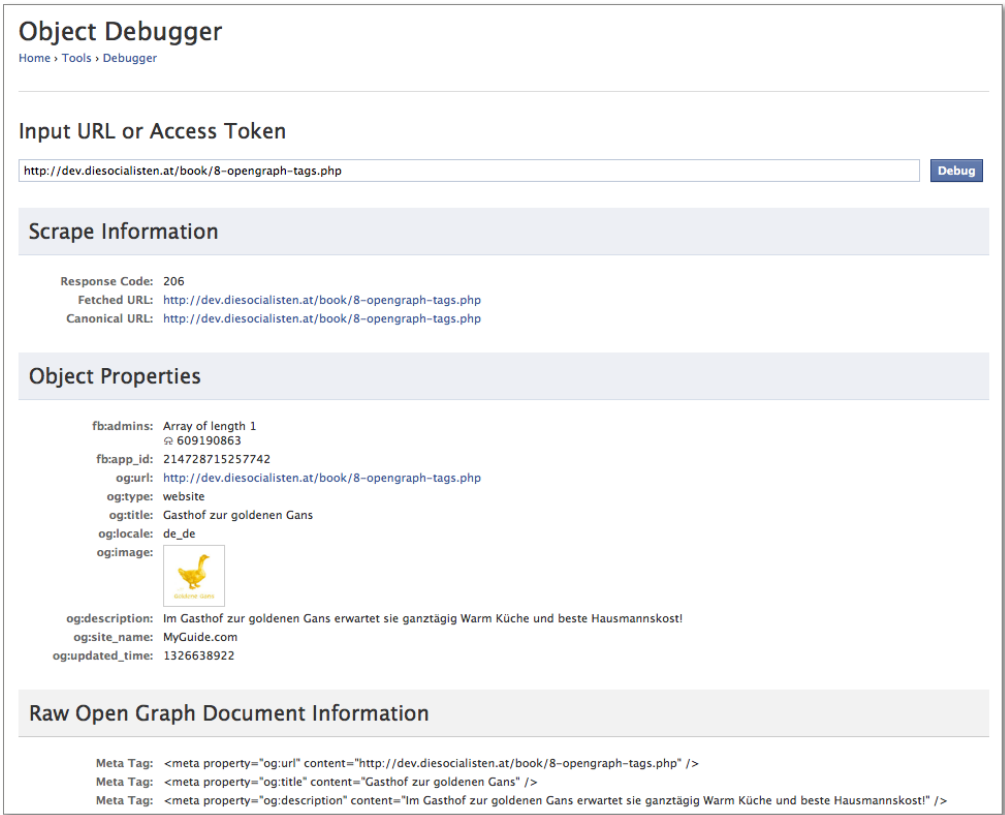 Object Debugger
Home › Tools › Debugger
Input URL or Access Token
http://dev.diesocialisten.at/book/8-opengraph-tags.php
Debug
Scrape Information
Response Code: 206
Fetched URL: http://dev.diesocialisten.at/book/8-opengraph-tags.php
Canonical URL: http://dev.diesocialisten.at/book/8-opengraph-tags.php
Object Properties
fb:admins: Array of length 1
609190863
fb:app_id: 214728715257742
og:url: http://dev.diesocialisten.at/book/8-opengraph-tags.php
og:type: website
og:title: Gasthof zur goldenen Gans
og:locale: de_de
og:image:
Goldene Gans
og:description: Im Gasthof zur goldenen Gans erwartet sie ganztägig Warm Küche und beste Hausmannskost!
og:site_name: MyGuide.com
og:updated_time: 1326638922
Raw Open Graph Document Information
Meta Tag: <meta property="og:url" content="http://dev.diesocialisten.at/book/8-opengraph-tags.php" />
Meta Tag: <meta property="og:title" content="Gasthof zur goldenen Gans" />
Meta Tag: <meta property="og:description" content="Im Gasthof zur goldenen Gans erwartet sie ganztägig Warm Küche und beste Hausmannskost!" />